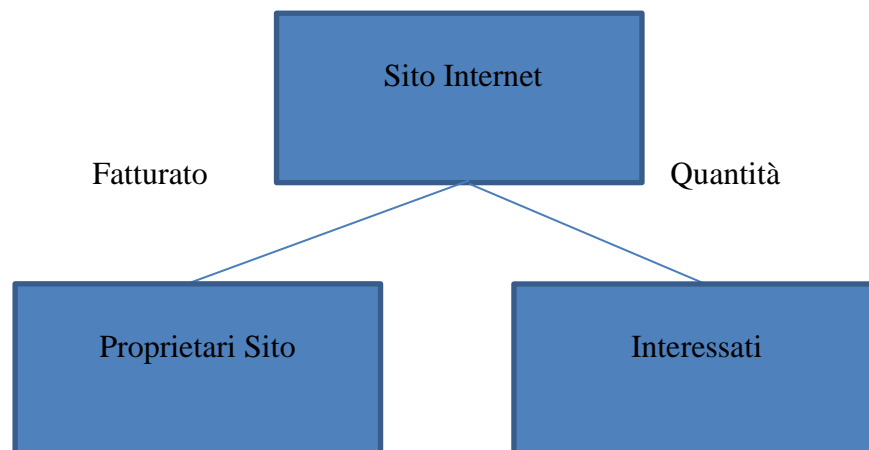 Sito Internet
Fatturato
Quantità
Proprietari Sito
Interessati